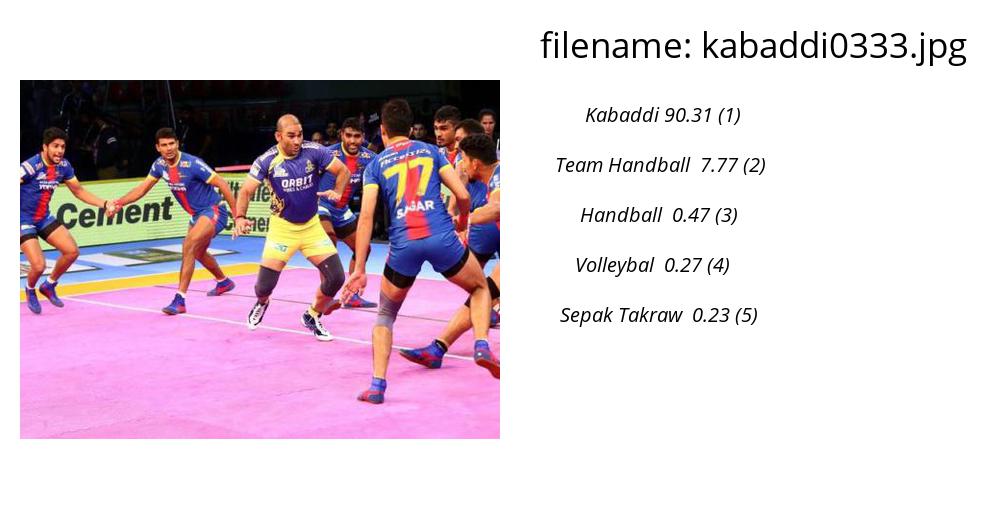 filename: kabaddi0333.jpg
Kabaddi 90.31 (1)
Team Handball 7.77 (2)
Handball 0.47 (3)
Volleybal 0.27 (4)
Sepak Takraw 0.23 (5)
Cement
ORBIT
77
SAGAR